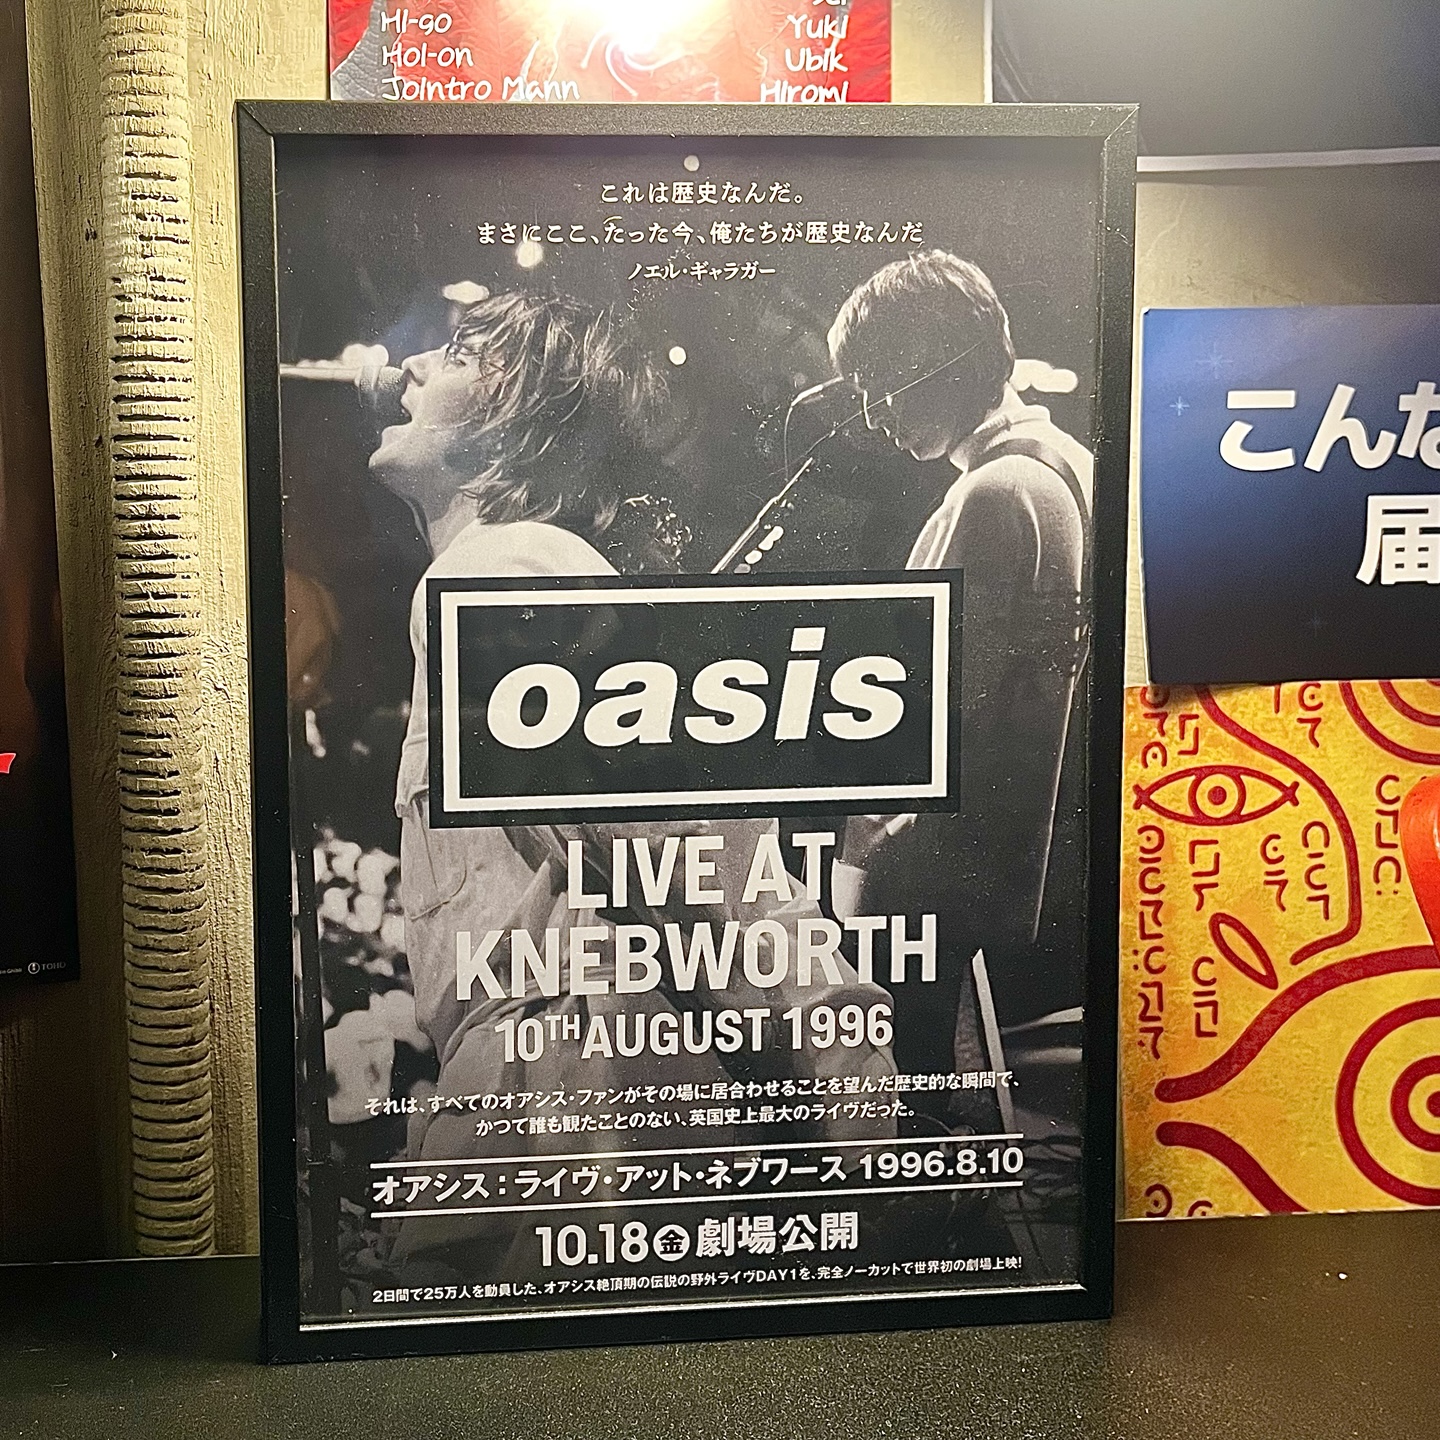 Hi-go
Hoi-on
Jointro Mann
Yuki
Ubik
Hiromi
これは歴史なんだ。
まさにここ、たった今、俺たちが歴史なんだ
ノエル・ギャラガー
oasis
LIVE AT
KNEBWORTH
10TH AUGUST 1996
それは、すべてのオアシス・ファンがその場に居合わせることを望んだ歴史的な瞬間で、
かつて誰も観たことのない、英国史上最大のライヴだった。
オアシス：ライヴ・アット・ネブワース 1996.8.10
10.18㊎劇場公開
2日間で25万人を動員した、オアシス絶頂期の伝説の野外ライヴDAY1を、完全ノーカットで世界初の劇場上映!
こんな
届
TOHO